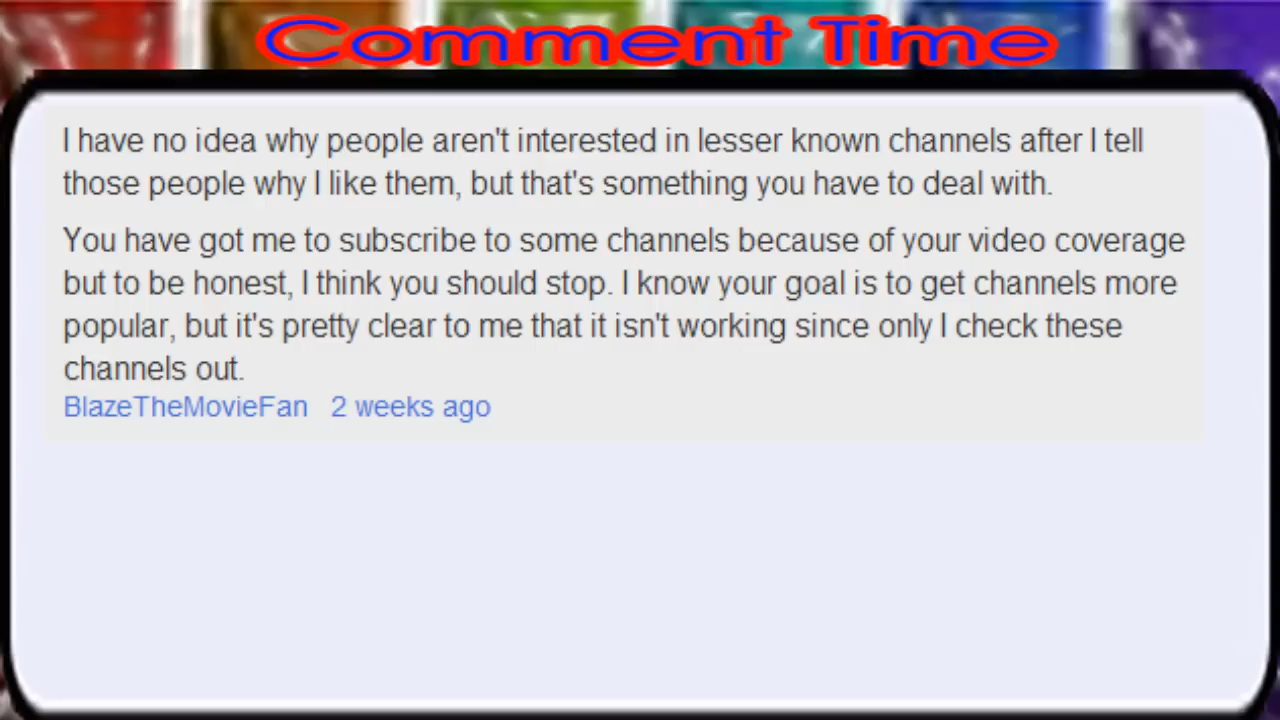 Comment Time
I have no idea why people aren't interested in lesser known channels after I tell
those people why I like them, but that's something you have to deal with.
You have got me to subscribe to some channels because of your video coverage
but to be honest, I think you should stop. I know your goal is to get channels more
popular, but it's pretty clear to me that it isn't working since only I check these
channels out.
BlazeTheMovieFan 2 weeks ago